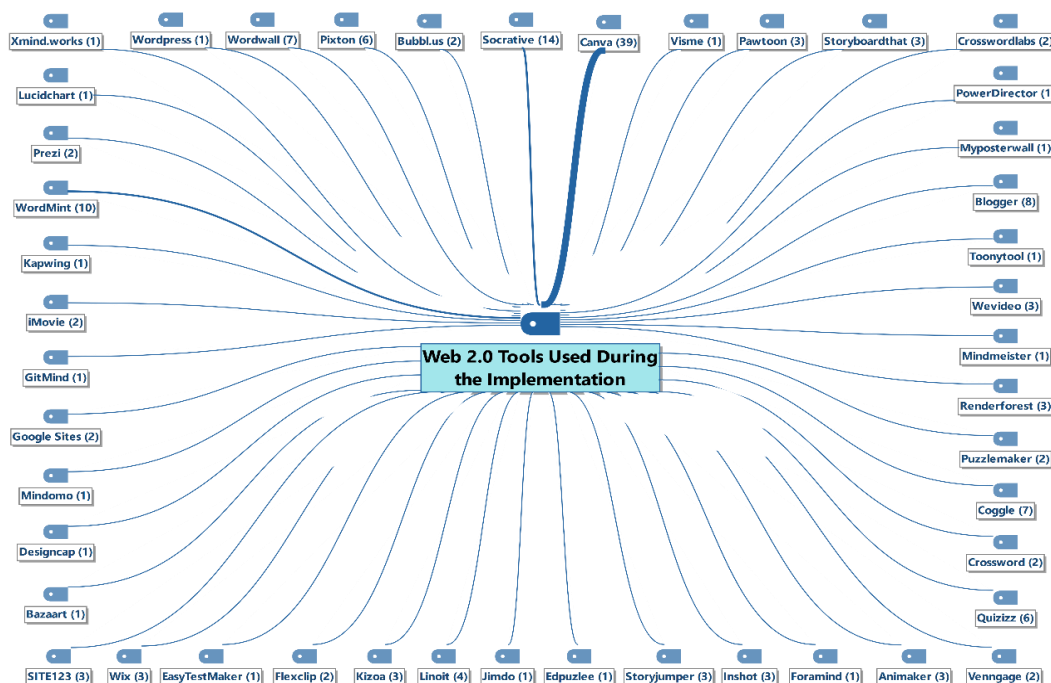 Xmind.works (1)
Wordpress (1)
Wordwall (7)
Pixton (6)
Bubbl.us (2)
Socrative (14)
Canva (39)
Visme (1)
Pawtoon (3)
Storyboardthat (3)
Crosswordlabs (2)
Lucidchart (1)
PowerDirector (1
Prezi (2)
Myposterwall (1)
WordMint (10)
Blogger (8)
Kapwing (1)
Toonytool (1)
iMovie (2)
Wevideo (3)
GitMind (1)
Mindmeister (1)
Web 2.0 Tools Used During
the Implementation
Google Sites (2)
Renderforest (3)
Mindomo (1)
Puzzlemaker (2)
Designcap (1)
Coggle (7)
Bazaart (1)
Crossword (2)
Quizizz (6)
SITE123 (3)
Wix (3)
EasyTestMaker (1)
Flexclip (2)
Kizoa (3)
Linoit (4)
Jimdo (1)
Edpuzlee (1)
Storyjumper (3)
Inshot (3)
Foramind (1)
Animaker (3)
Venngage (2)